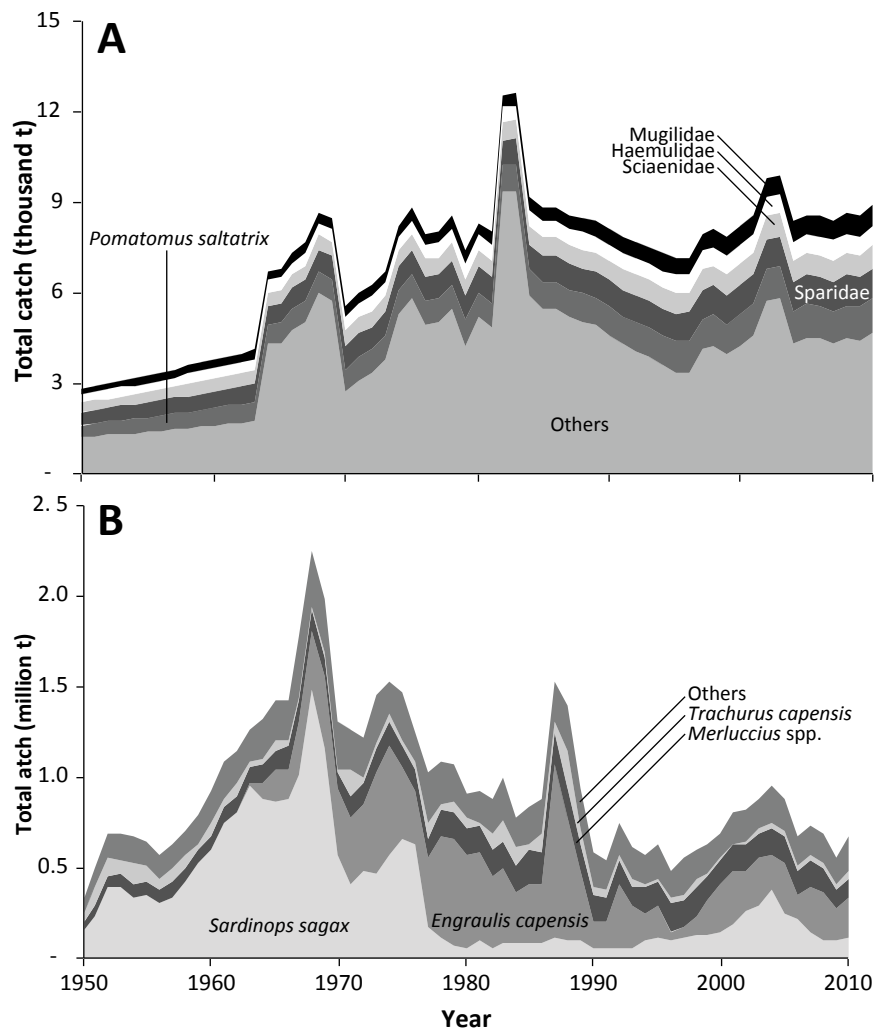 A
15
12
9
6
3
-
Total catch (thousand t)
Mugilidae
Haemulidae
Sciaenidae
Pomatomus saltatrix
Sparidae
Others
B
2. 5
2.0
1.5
1.0
0.5
-
Total atch (million t)
Others
Trachurus capensis
Merluccius spp.
Sardinops sagax
Engraulis capensis
1950 1960 1970 1980 1990 2000 2010
Year